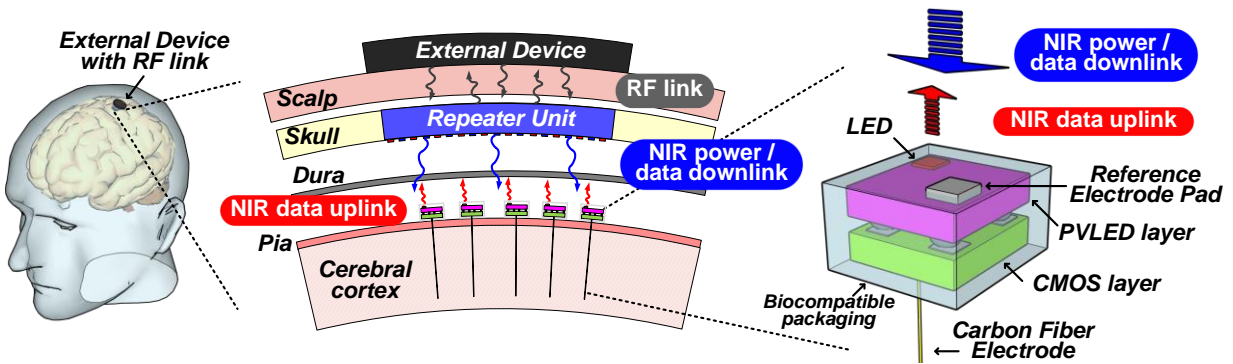 External Device
with RF link
External Device
Scalp
RF link
Skull
Repeater Unit
NIR power /
data downlink
Dura
NIR data uplink
Pia
Cerebral
cortex
NIR power /
data downlink
NIR data uplink
LED
Reference
Electrode Pad
PVLED layer
CMOS layer
Biocompatible
packaging
Carbon Fiber
Electrode